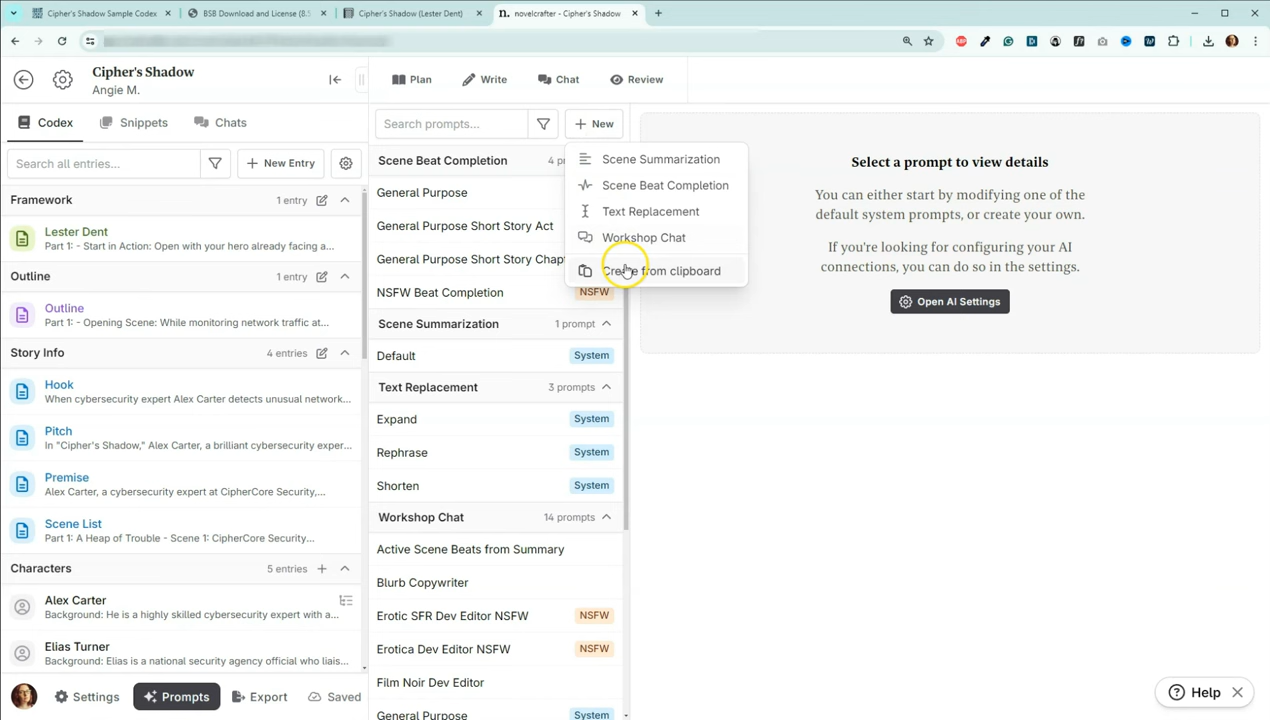 Cipher's Shadow Sample Codex
BSB Download and License (8.5
Cipher's Shadow (Lester Dent)
novelcrafter - Cipher's Shadow
Cipher's Shadow
Angie M.
Plan
Write
Chat
Review
Codex
Snippets
Chats
Search all entries...
New Entry
Framework
1 entry
Lester Dent
Part 1: - Start in Action: Open with your hero already facing a...
Outline
1 entry
Outline
Part 1: - Opening Scene: While monitoring network traffic at...
Story Info
4 entries
Hook
When cybersecurity expert Alex Carter detects unusual network...
Pitch
In "Cipher's Shadow," Alex Carter, a brilliant cybersecurity exper...
Premise
Alex Carter, a cybersecurity expert at CipherCore Security,...
Scene List
Part 1: A Heap of Trouble - Scene 1: CipherCore Security...
Characters
5 entries
Alex Carter
Background: He is a highly skilled cybersecurity expert with a...
Elias Turner
Background: Elias is a national security agency official who liais...
Settings
Prompts
Export
Saved
Search prompts...
New
Scene Beat Completion
4 p
General Purpose
General Purpose Short Story Act
General Purpose Short Story Chapt
NSFW Beat Completion
NSFW
Scene Summarization
1 prompt
Default
System
Text Replacement
3 prompts
Expand
System
Rephrase
System
Shorten
System
Workshop Chat
14 prompts
Active Scene Beats from Summary
Blurb Copywriter
Erotic SFR Dev Editor NSFW
NSFW
Erotica Dev Editor NSFW
NSFW
Film Noir Dev Editor
General Purpose
System
Scene Summarization
Scene Beat Completion
Text Replacement
Workshop Chat
Create from clipboard
Select a prompt to view details
You can either start by modifying one of the
default system prompts, or create your own.
If you're looking for configuring your AI
connections, you can do so in the settings.
Open AI Settings
Help